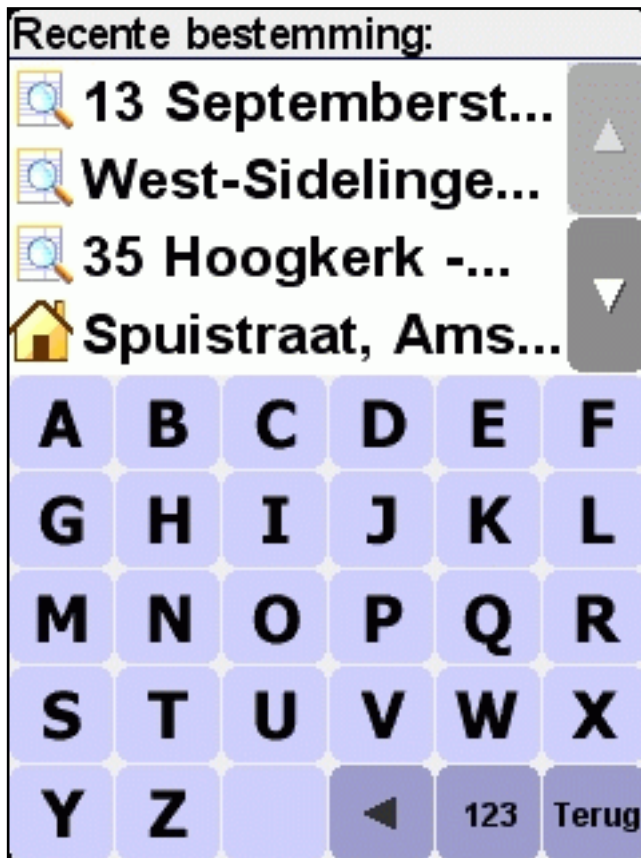 Recente bestemming:
13 Septemberst...
West-Sidelinge...
35 Hoogkerk -...
Spuistraat, Ams...
A B C D E F
G H I J K L
M N O P Q R
S T U V W X
Y Z 123 Terug